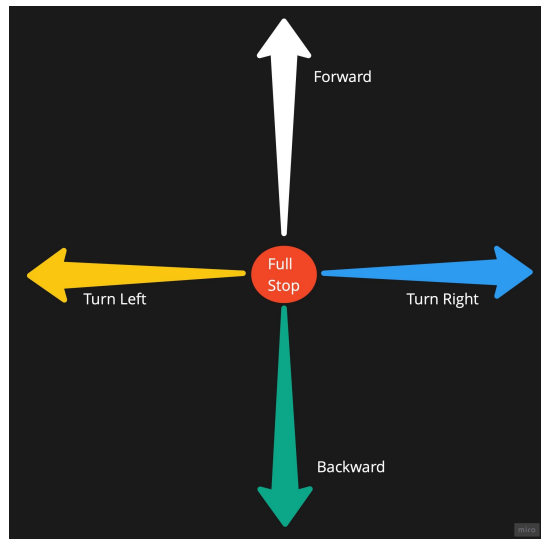 Forward
Full
Stop
Turn Left
Turn Right
Backward
miro